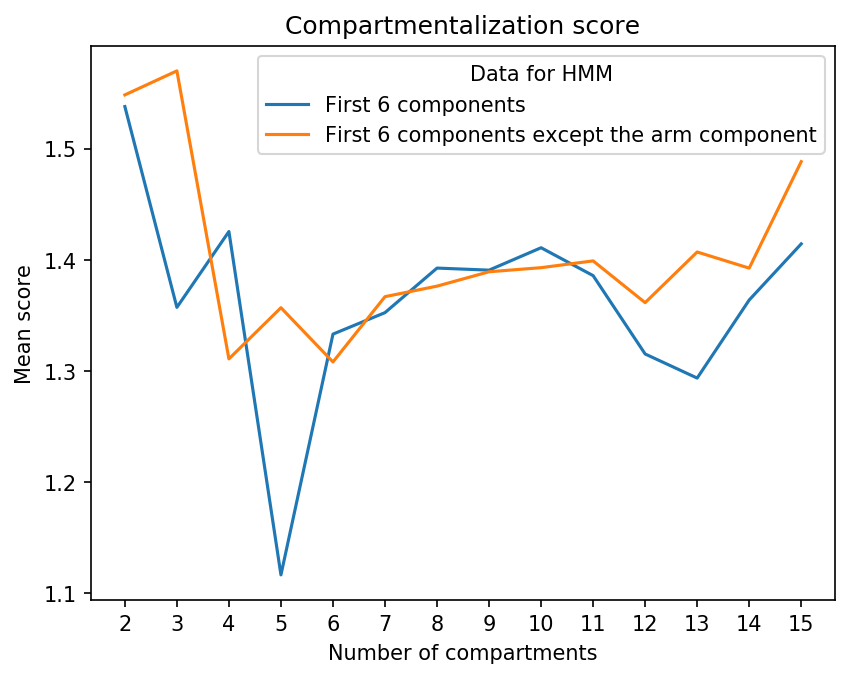 Compartmentalization score
Data for HMM
First 6 components
First 6 components except the arm component
Mean score
1.5
1.4
1.3
1.2
1.1
2 3 4 5 6 7 8 9 10 11 12 13 14 15
Number of compartments